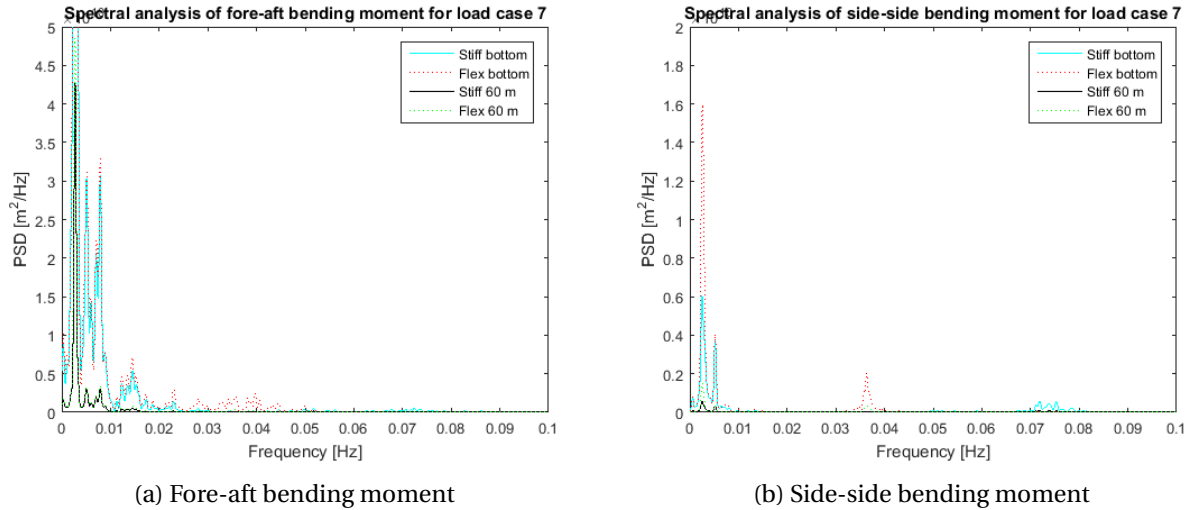 Spectral analysis of fore-aft bending moment for load case 7
5
4.5
4
3.5
3
2.5
2
1.5
1
0.5
0
PSD [m²/Hz]
0 0.01 0.02 0.03 0.04 0.05 0.06 0.07 0.08 0.09 0.1
Frequency [Hz]
Stiff bottom
Flex bottom
Stiff 60 m
Flex 60 m
(a) Fore-aft bending moment
Spectral analysis of side-side bending moment for load case 7
2
1.8
1.6
1.4
1.2
1
0.8
0.6
0.4
0.2
0
PSD [m²/Hz]
0 0.01 0.02 0.03 0.04 0.05 0.06 0.07 0.08 0.09 0.1
Frequency [Hz]
Stiff bottom
Flex bottom
Stiff 60 m
Flex 60 m
(b) Side-side bending moment